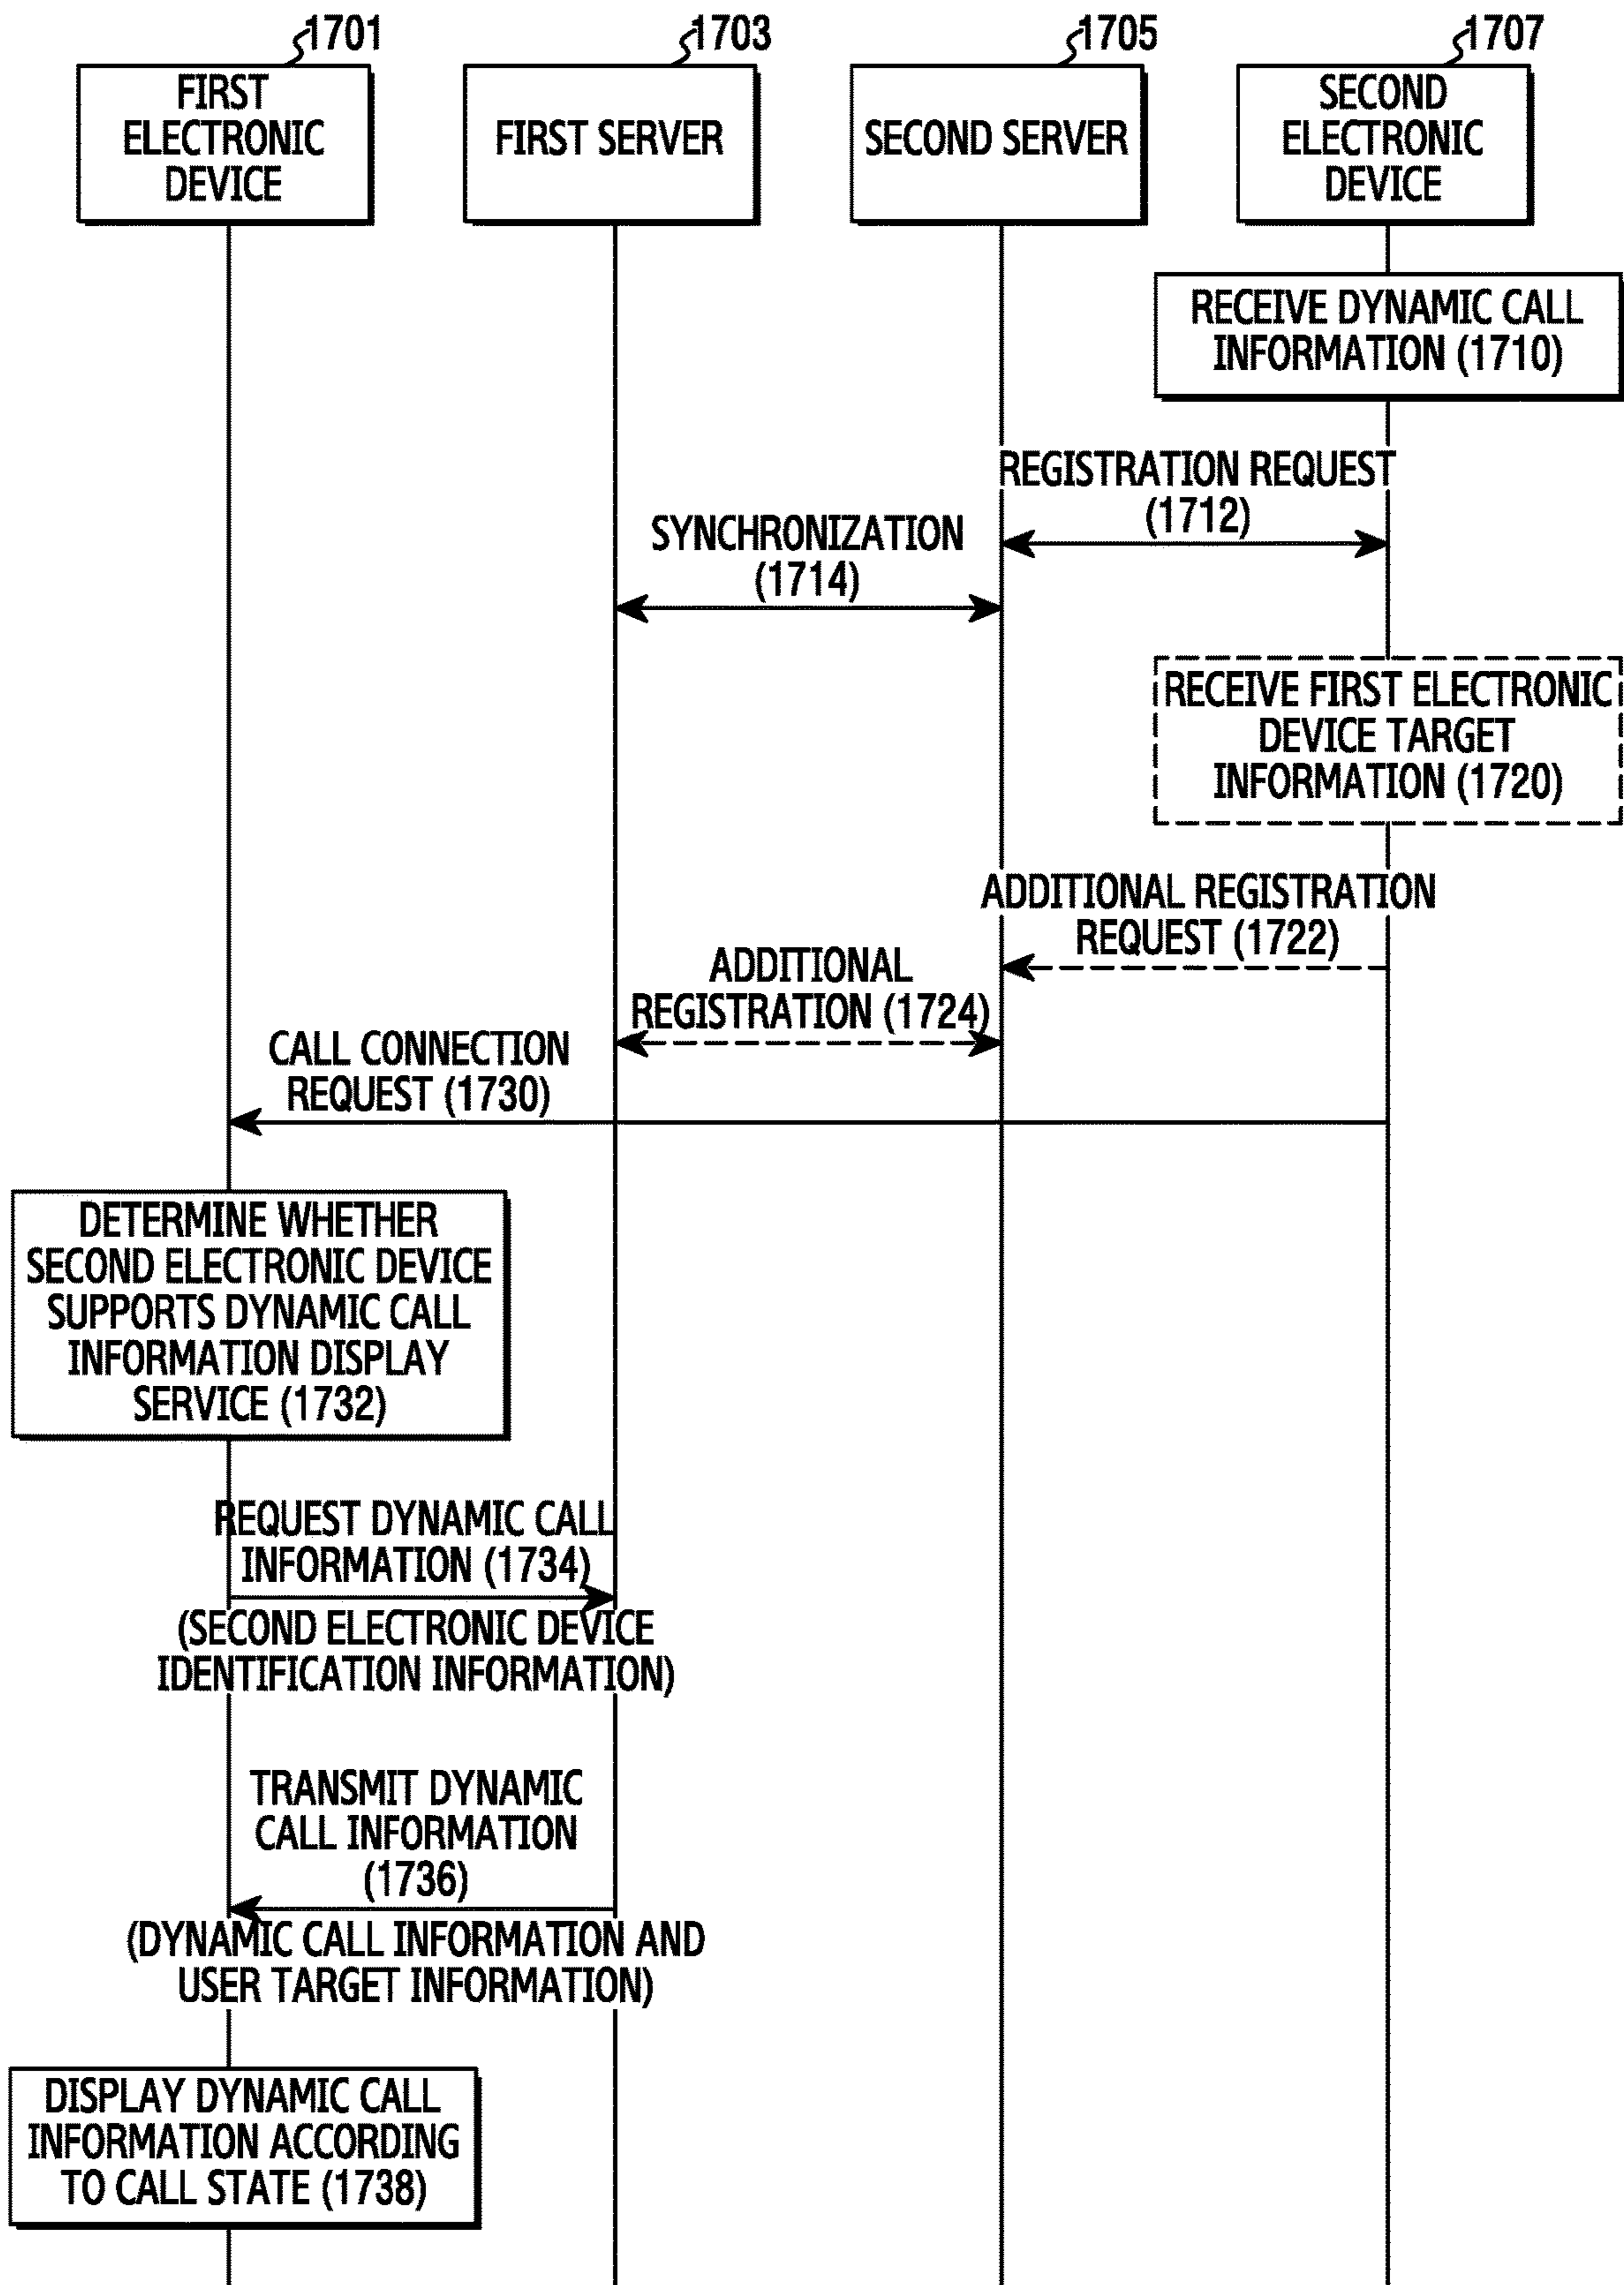 1701
1703
1705
1707
FIRST
ELECTRONIC
DEVICE
FIRST SERVER
SECOND SERVER
SECOND
ELECTRONIC
DEVICE
RECEIVE DYNAMIC CALL
INFORMATION (1710)
REGISTRATION REQUEST
(1712)
SYNCHRONIZATION
(1714)
RECEIVE FIRST ELECTRONIC
DEVICE TARGET
INFORMATION (1720)
ADDITIONAL REGISTRATION
REQUEST (1722)
ADDITIONAL
REGISTRATION (1724)
CALL CONNECTION
REQUEST (1730)
DETERMINE WHETHER
SECOND ELECTRONIC DEVICE
SUPPORTS DYNAMIC CALL
INFORMATION DISPLAY
SERVICE (1732)
REQUEST DYNAMIC CALL
INFORMATION (1734)
(SECOND ELECTRONIC DEVICE
IDENTIFICATION INFORMATION)
TRANSMIT DYNAMIC
CALL INFORMATION
(1736)
(DYNAMIC CALL INFORMATION AND
USER TARGET INFORMATION)
DISPLAY DYNAMIC CALL
INFORMATION ACCORDING
TO CALL STATE (1738)